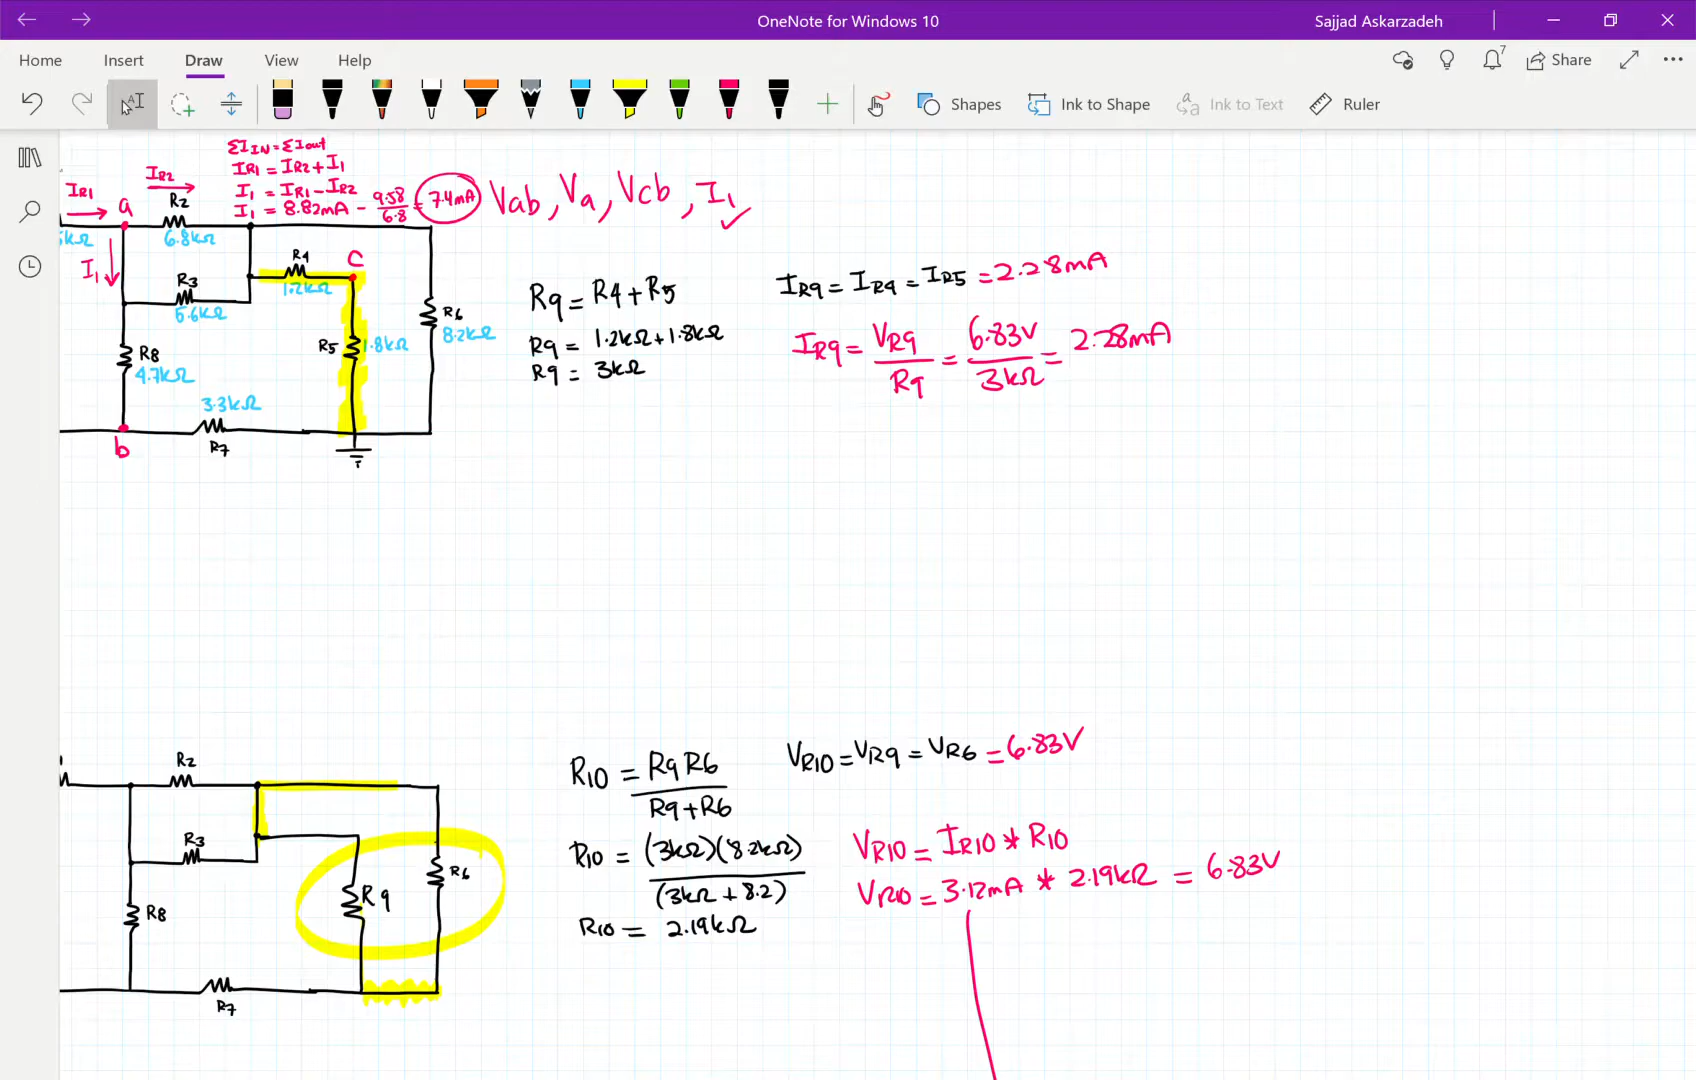 OneNote for Windows 10
Sajjad Askarzadeh
Home Insert Draw View Help
7 Share
Shapes Ink to Shape Ink to Text Ruler
ΣIIN = ΣIout
IR1 = IR2 + I1
I1 = IR1 - IR2
I1 = 8.82mA - 9.58/6.8 = 7.4mA
Vab, Va, Vcb, I1
IR1 a
IR2
R2
5kΩ
6.8kΩ
I1
R3
5.6kΩ
R4
1.2kΩ
C
R5 1.8kΩ
R6
8.2kΩ
R8
4.7kΩ
3.3kΩ
R7
b
R9 = R4 + R5
R9 = 1.2kΩ + 1.8kΩ
R9 = 3kΩ
IR9 = IR4 = IR5 = 2.28mA
IR9 = VR9/R9 = 6.83V/3kΩ = 2.28mA
R2
R3
R8
R9
R6
R7
R10 = R9 R6
R9 + R6
R10 = (3kΩ)(8.2kΩ)
(3kΩ + 8.2)
R10 = 2.19kΩ
VR10 = VR9 = VR6 = 6.83V
VR10 = IR10 * R10
VR10 = 3.12mA * 2.19kΩ = 6.83V